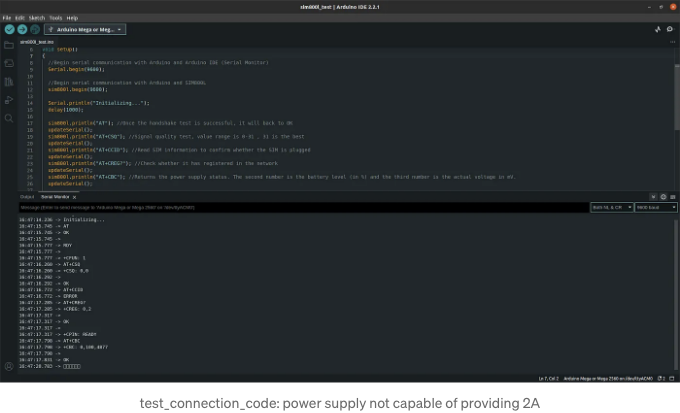 sim800l_test | Arduino IDE 2.2.1
File Edit Sketch Tools Help
Arduino Mega or Meg...
sim800l_test.ino
6 void setup()
7 {
8 //Begin serial communication with Arduino and Arduino IDE (Serial Monitor)
9 Serial.begin(9600);
10
11 //Begin serial communication with Arduino and SIM800L
12 sim800l.begin(9600);
13
14 Serial.println("Initializing...");
15 delay(1000);
16
17 sim800l.println("AT"); //Once the handshake test is successful, it will back to OK
18 updateSerial();
19 sim800l.println("AT+CSQ"); //Signal quality test, value range is 0-31 , 31 is the best
20 updateSerial();
21 sim800l.println("AT+CCID"); //Read SIM information to confirm whether the SIM is plugged
22 updateSerial();
23 sim800l.println("AT+CREG?"); //Check whether it has registered in the network
24 updateSerial();
25 sim800l.println("AT+CBC"); //Returns the power supply status. The second number is the battery level (in %) and the third number is the actual voltage in mV.
26 updateSerial();
Output Serial Monitor x
Message (Enter to send message to 'Arduino Mega or Mega 2560' on '/dev/ttyACM0')
Both NL & CR
9600 baud
16:47:14.236 -> Initializing...
16:47:15.745 -> AT
16:47:15.745 -> OK
16:47:15.745 ->
16:47:15.777 -> RDY
16:47:15.777 ->
16:47:15.777 -> +CFUN: 1
16:47:16.260 -> AT+CSQ
16:47:16.260 -> +CSQ: 0,0
16:47:16.292 ->
16:47:16.292 -> OK
16:47:16.772 -> AT+CCID
16:47:16.772 -> ERROR
16:47:17.285 -> AT+CREG?
16:47:17.285 -> +CREG: 0,2
16:47:17.317 ->
16:47:17.317 -> OK
16:47:17.317 ->
16:47:17.317 -> +CPIN: READY
16:47:17.798 -> AT+CBC
16:47:17.798 -> +CBC: 0,100,4077
16:47:17.798 ->
16:47:17.831 -> OK
16:47:20.783 ->
Ln 7, Col 2 Arduino Mega or Mega 2560 on /dev/ttyACM0
test_connection_code: power supply not capable of providing 2A